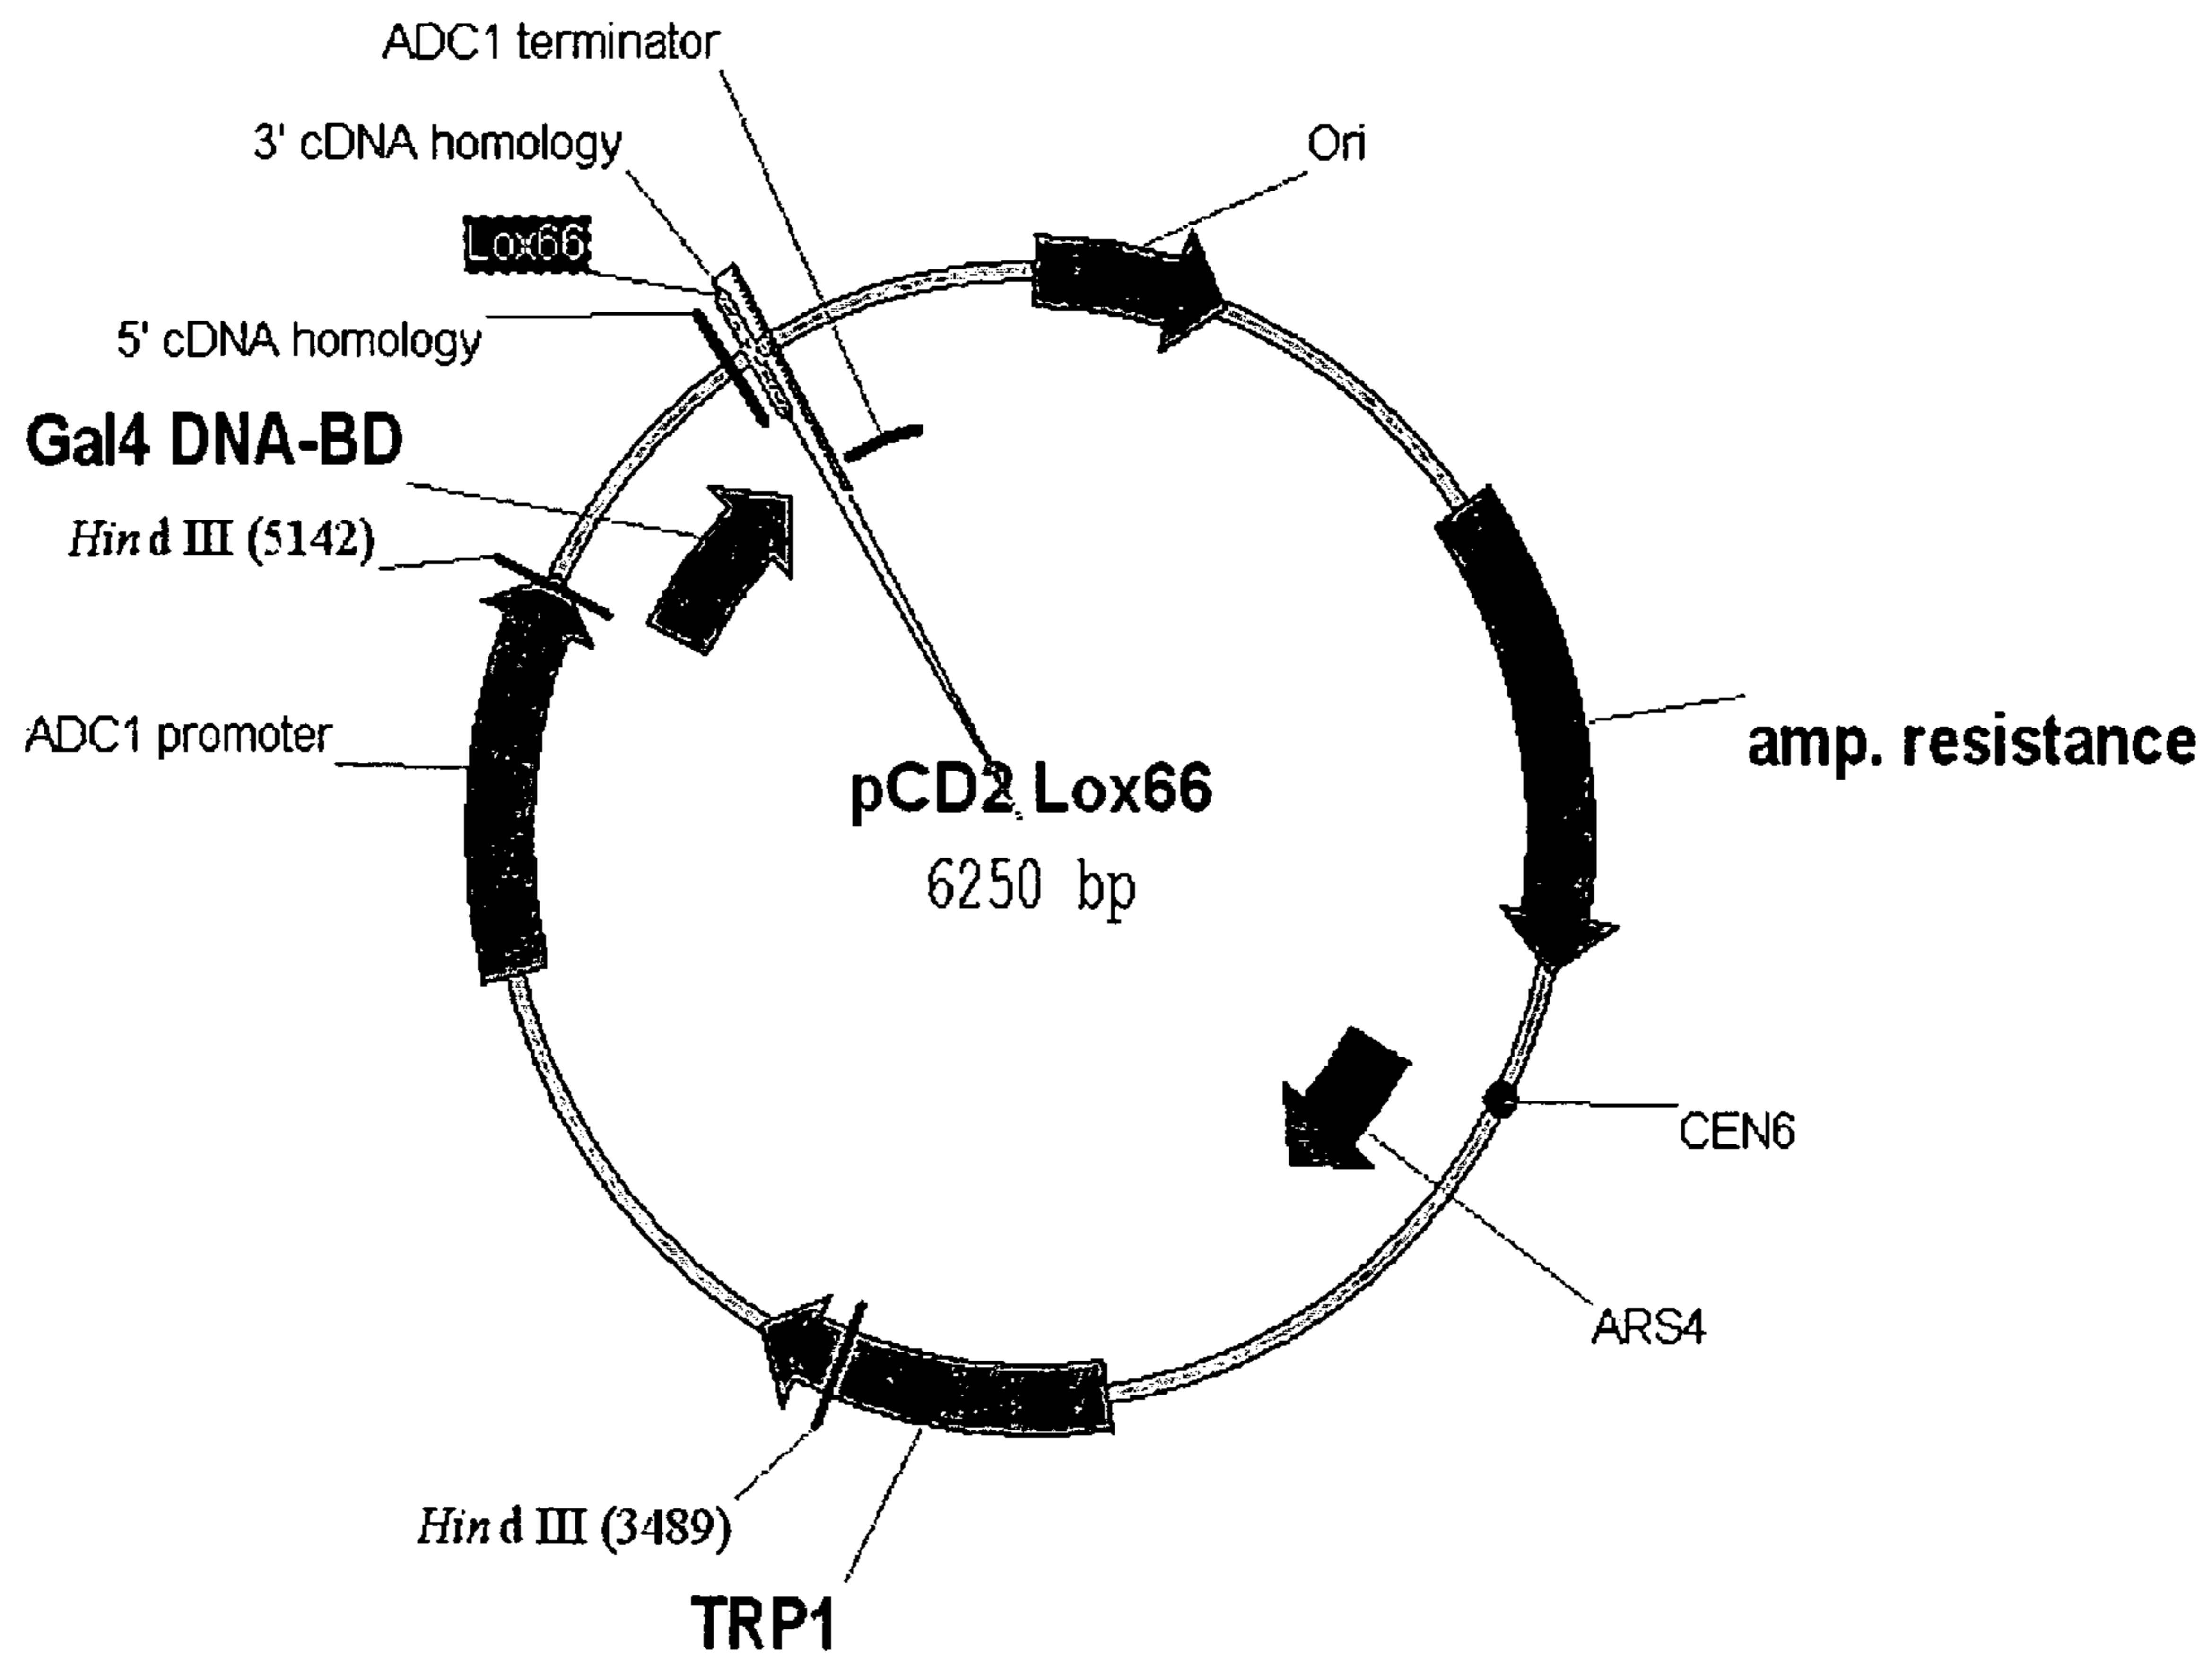 ADC1 terminator
3' cDNA homology
Ori
Lox66
5' cDNA homology
Gal4 DNA-BD
Hind III (5142)
ADC1 promoter
amp. resistance
pCD2 Lox66
6250 bp
CEN6
ARS4
Hind III (3489)
TRP1